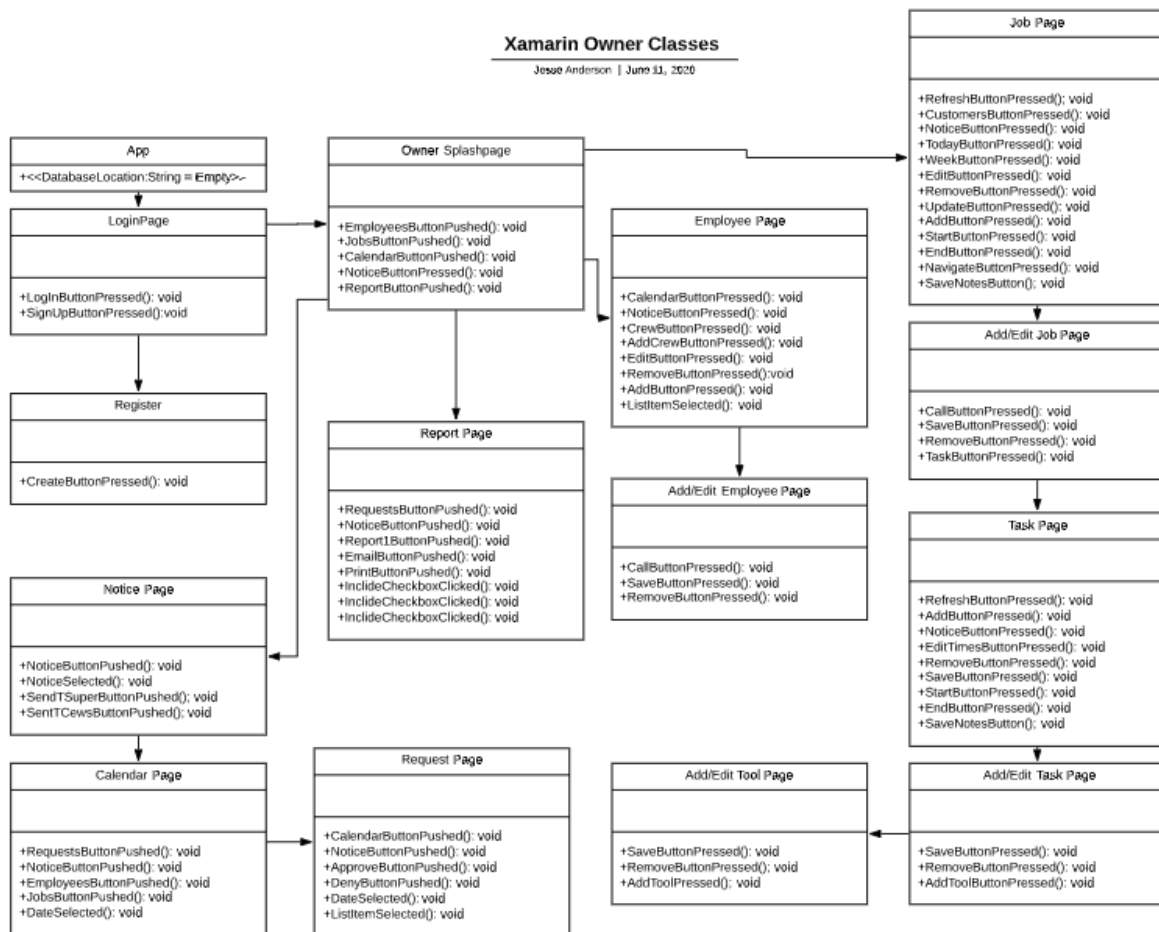 Xamarin Owner Classes
Jesue Anderson | June 11, 2020
App
+<<DatabaseLocation:String = Empty>.-
LoginPage
+LogInButtonPressed(): void
+SignUpButtonPressed():void
Register
+CreateButtonPressed(): void
Owner Splashpage
+EmployeesButtonPushed(): void
+JobsButtonPushed(): void
+CalendarButtonPushed(): void
+NoticeButtonPressed(): void
+ReportButtonPushed(): void
Report Page
+RequestsButtonPushed(): void
+NoticeButtonPushed(): void
+Report1ButtonPushed(): void
+EmailButtonPushed(): void
+PrintButtonPushed(): void
+InclideCheckboxClicked(): void
+InclideCheckboxClicked(): void
+InclideCheckboxClicked(): void
Employee Page
+CalendarButtonPressed(): void
+NoticeButtonPressed(): void
+CrewButtonPressed(): void
+AddCrewButtonPressed(): void
+EditButtonPressed(): void
+RemoveButtonPressed():void
+AddButtonPressed(): void
+ListItemSelected(): void
Add/Edit Employee Page
+CallButtonPressed(): void
+SaveButtonPressed(): void
+RemoveButtonPressed(): void
Job Page
+RefreshButtonPressed(); void
+CustomersButtonPressed(): void
+NoticeButtonPressed(): void
+TodayButtonPressed(): void
+WeekButtonPressed(): void
+EditButtonPressed(): void
+RemoveButtonPressed(): void
+UpdateButtonPressed(): void
+AddButtonPressed(): void
+StartButtonPressed(): void
+EndButtonPressed(): void
+NavigateButtonPressed(): void
+SaveNotesButton(); void
Add/Edit Job Page
+CallButtonPressed(): void
+SaveButtonPressed(): void
+RemoveButtonPressed(): void
+TaskButtonPressed(): void
Task Page
+RefreshButtonPressed(): void
+AddButtonPressed(): void
+NoticeButtonPressed(): void
+EditTimesButtonPressed(): void
+RemoveButtonPressed(): void
+SaveButtonPressed(): void
+StartButtonPressed(): void
+EndButtonPressed(): void
+SaveNotesButton(); void
Notice Page
+NoticeButtonPushed(): void
+NoticeSelected(): void
+SendTSuperButtonPushed(); void
+SentTCewsButtonPushed(); void
Calendar Page
+RequestsButtonPushed(): void
+NoticeButtonPushed(): void
+EmployeesButtonPushed(): void
+JobsButtonPushed(): void
+DateSelected(): void
Request Page
+CalendarButtonPushed(): void
+NoticeButtonPushed(): void
+ApproveButtonPushed(): void
+DenyButtonPushed(): void
+DateSelected(): void
+ListItemSelected(): void
Add/Edit Tool Page
+SaveButtonPressed(): void
+RemoveButtonPressed; void
+AddToolPressed(); void
Add/Edit Task Page
+SaveButtonPressed(): void
+RemoveButtonPressed(): void
+AddToolButtonPressed(): void